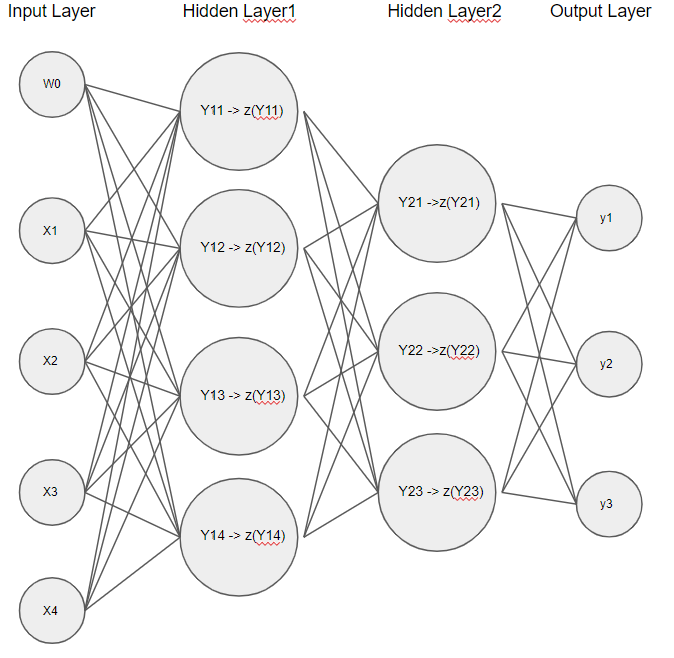 Input Layer
Hidden Layer1
Hidden Layer2
Output Layer
W0
X1
X2
X3
X4
Y11 -> z(Y11)
Y12 -> z(Y12)
Y13 -> z(Y13)
Y14 -> z(Y14)
Y21 ->z(Y21)
Y22 ->z(Y22)
Y23 -> z(Y23)
y1
y2
y3